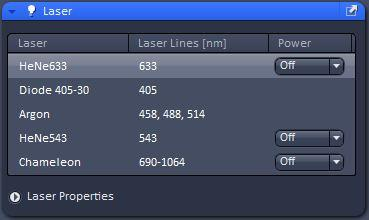 Laser
Laser Laser Lines [nm] Power
HeNe633 633 Off
Diode 405-30 405
Argon 458, 488, 514
HeNe543 543 Off
Chameleon 690-1064 Off
Laser Properties